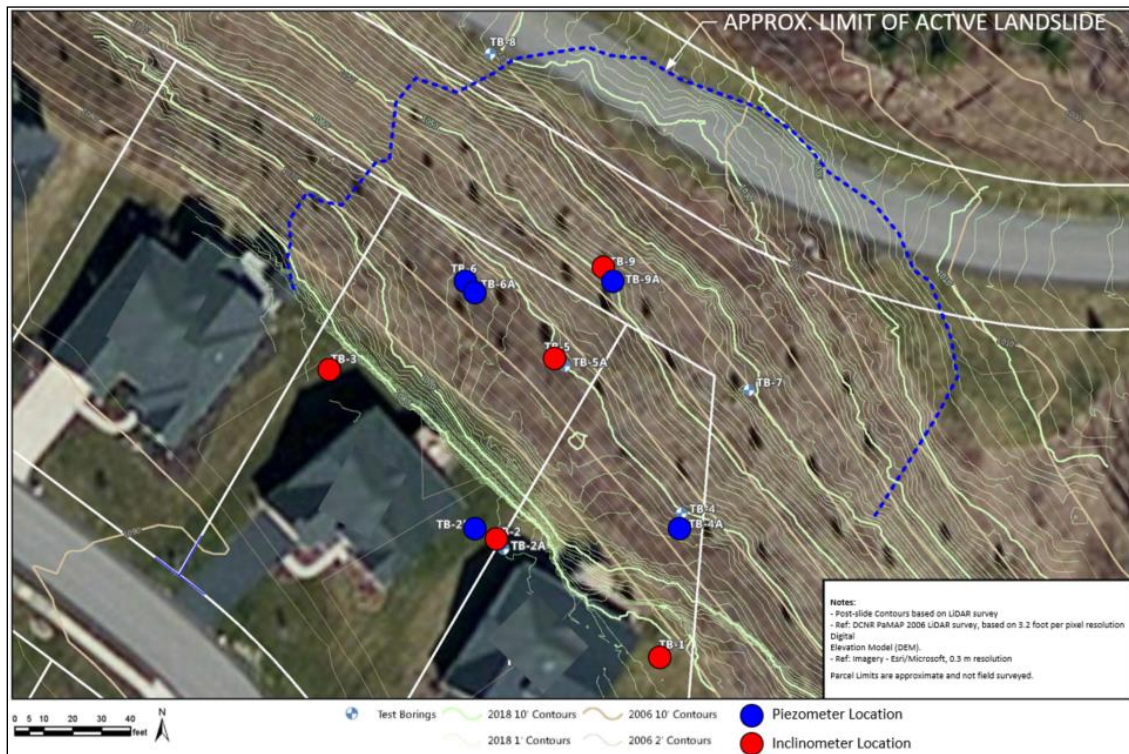 APPROX. LIMIT OF ACTIVE LANDSLIDE
TB-8
TB-9
TB-6
TB-9A
TB-6A
TB-5
TB-5A
TB-3
TB-7
TB-4
TB-2
TB-4A
TB-2A
TB-1
Notes:
- Post-slide Contours based on LiDAR survey
- Ref: DCNR PaMAP 2006 LiDAR survey, based on 3.2 foot per pixel resolution
Digital
Elevation Model (DEM).
- Ref: Imagery - Esri/Microsoft, 0.3 m resolution
Parcel Limits are approximate and not field surveyed.
0 5 10 20 30 40
feet
N
Test Borings
2018 10' Contours
2006 10' Contours
Piezometer Location
2018 1' Contours
2006 2' Contours
Inclinometer Location